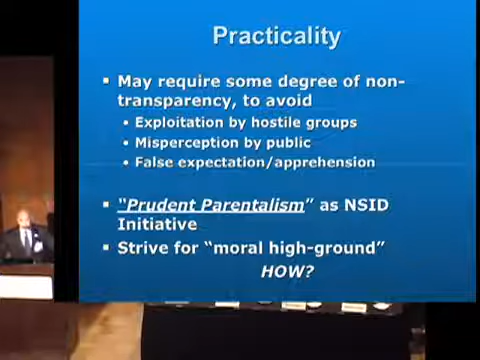 Practicality
▪ May require some degree of non-
transparency, to avoid
• Exploitation by hostile groups
• Misperception by public
• False expectation/apprehension
▪ "Prudent Parentalism" as NSID
Initiative
▪ Strive for "moral high-ground"
HOW?